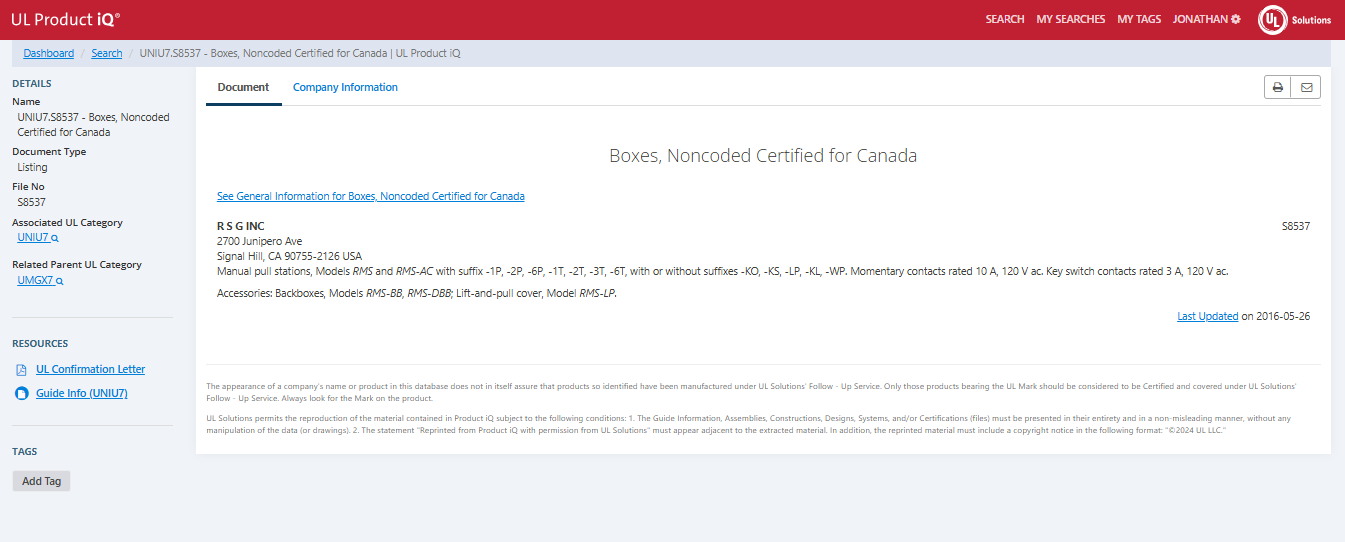 UL Product iQ®
SEARCH MY SEARCHES MY TAGS JONATHAN
UL Solutions
Dashboard / Search / UNIU7.S8537 - Boxes, Noncoded Certified for Canada | UL Product iQ
DETAILS
Name
UNIU7.S8537 - Boxes, Noncoded
Certified for Canada
Document Type
Listing
File No
S8537
Associated UL Category
UNIU7
Related Parent UL Category
UMGX7
RESOURCES
UL Confirmation Letter
Guide Info (UNIU7)
TAGS
Add Tag
Document Company Information
Boxes, Noncoded Certified for Canada
See General Information for Boxes, Noncoded Certified for Canada
R S G INC S8537
2700 Junipero Ave
Signal Hill, CA 90755-2126 USA
Manual pull stations, Models RMS and RMS-AC with suffix -1P, -2P, -6P, -1T, -2T, -3T, -6T, with or without suffixes -KO, -KS, -LP, -KL, -WP. Momentary contacts rated 10 A, 120 V ac. Key switch contacts rated 3 A, 120 V ac.
Accessories: Backboxes, Models RMS-BB, RMS-DBB; Lift-and-pull cover, Model RMS-LP.
Last Updated on 2016-05-26
The appearance of a company's name or product in this database does not in itself assure that products so identified have been manufactured under UL Solutions' Follow - Up Service. Only those products bearing the UL Mark should be considered to be Certified and covered under UL Solutions'
Follow - Up Service. Always look for the Mark on the product.
UL Solutions permits the reproduction of the material contained in Product iQ subject to the following conditions: 1. The Guide Information, Assemblies, Constructions, Designs, Systems, and/or Certifications (files) must be presented in their entirety and in a non-misleading manner, without any
manipulation of the data (or drawings). 2. The statement "Reprinted from Product iQ with permission from UL Solutions" must appear adjacent to the extracted material. In addition, the reprinted material must include a copyright notice in the following format: "©2024 UL LLC."